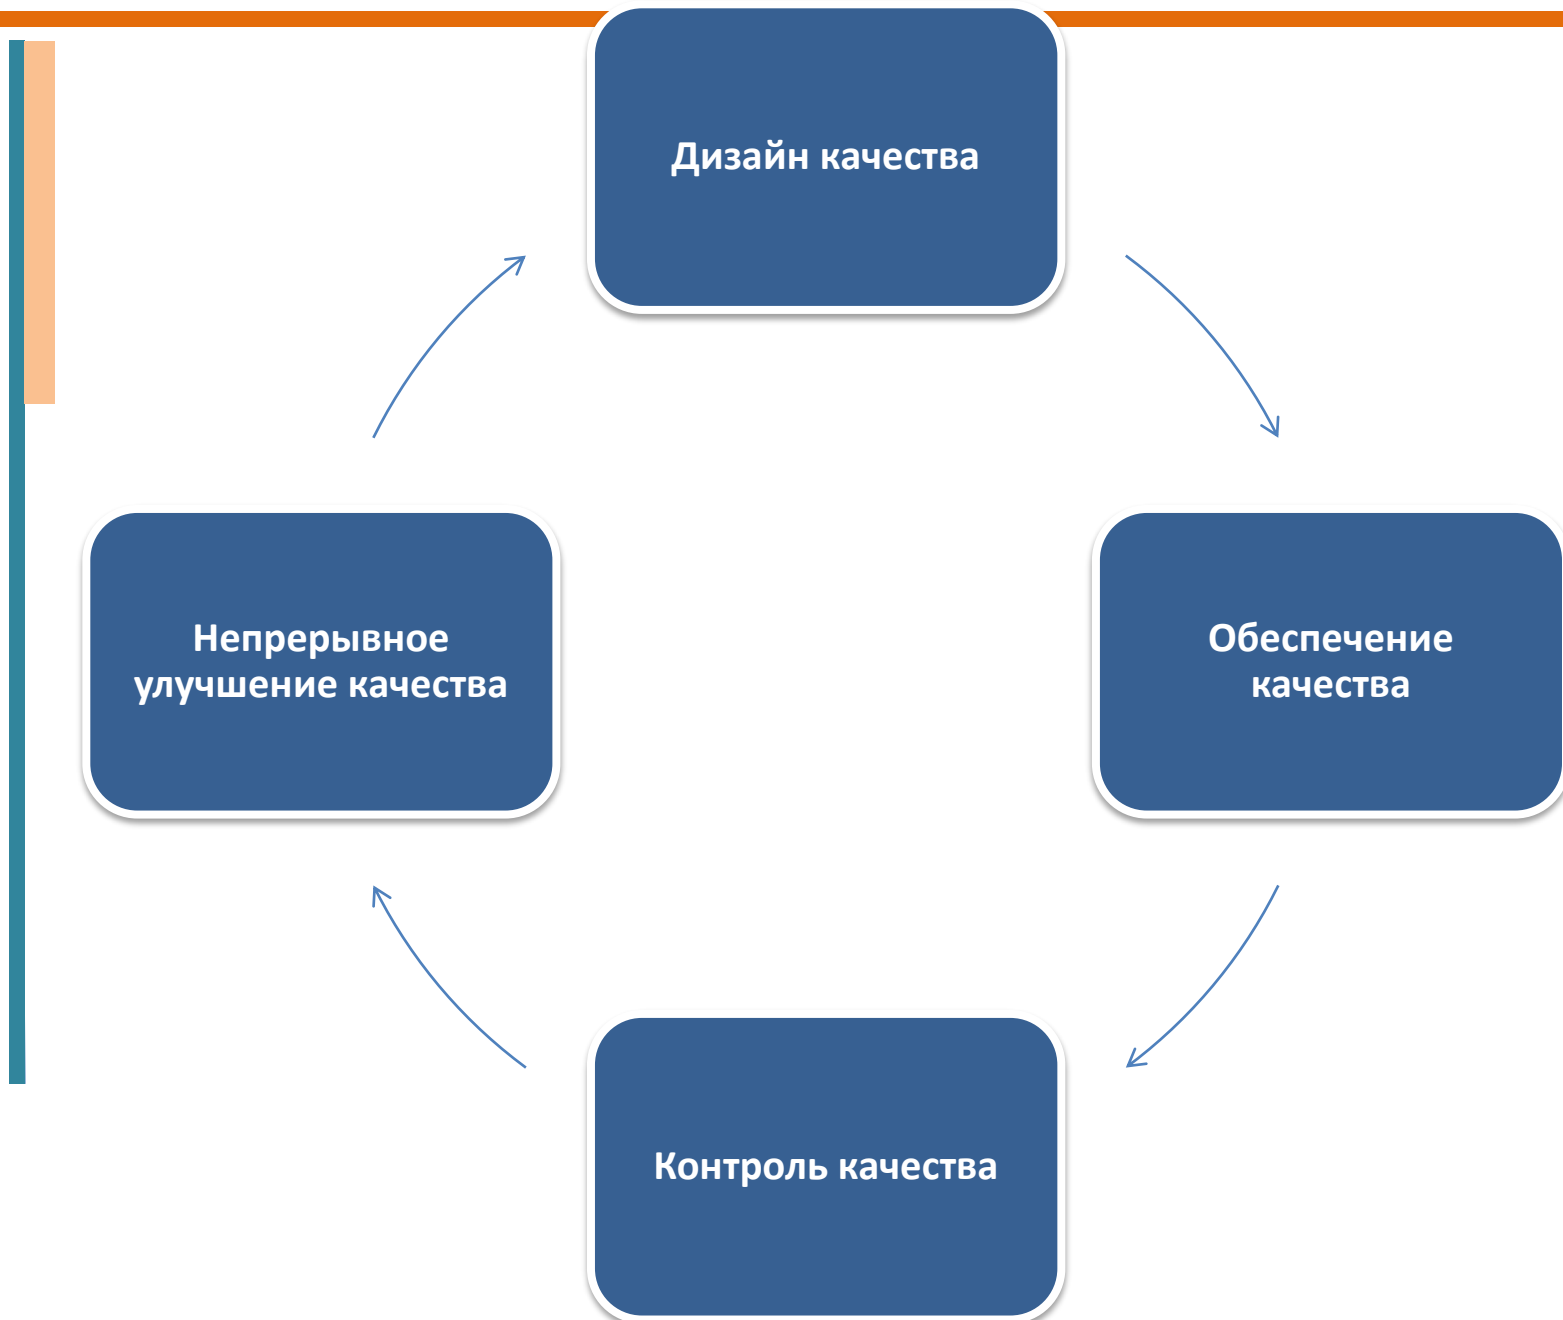 Дизайн качества
Непрерывное
улучшение качества
Обеспечение
качества
Контроль качества